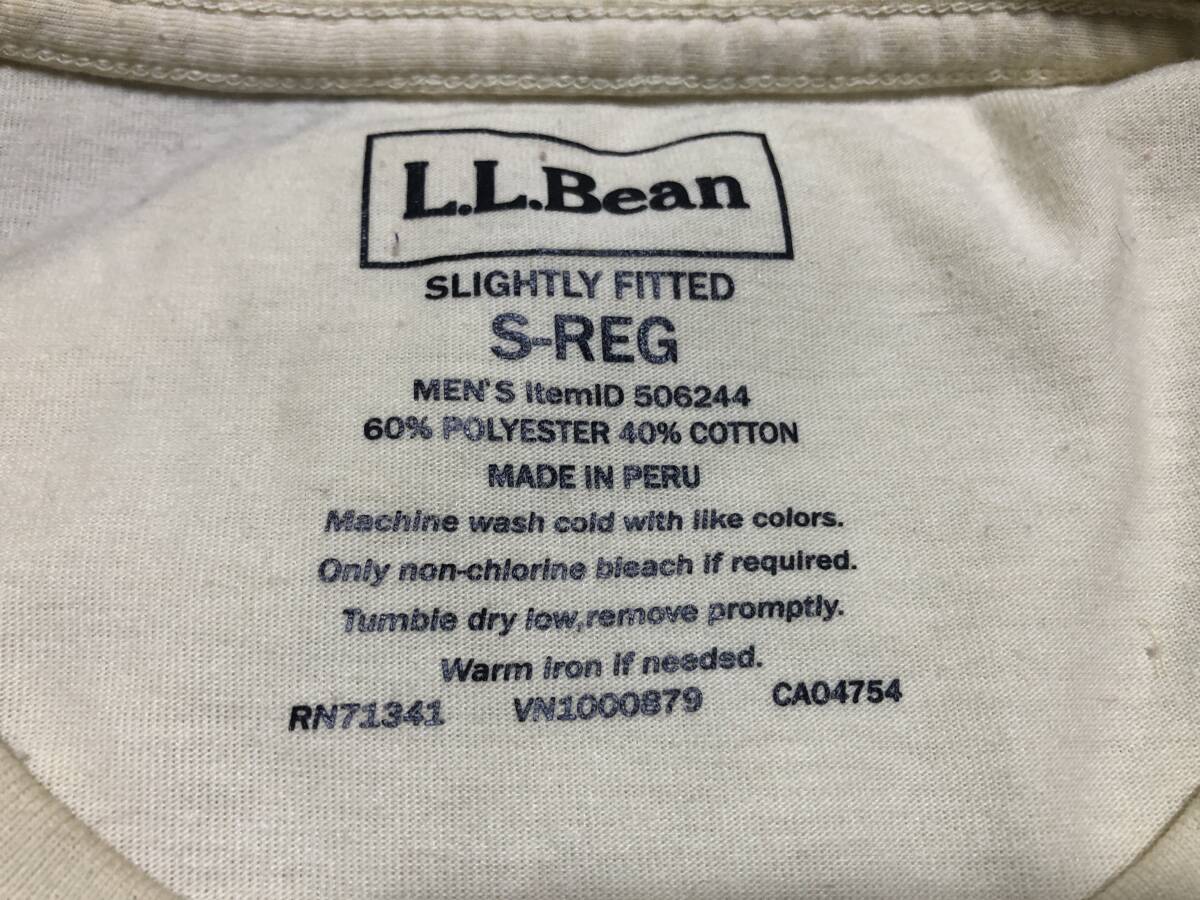 L.L.Bean
SLIGHTLY FITTED
S-REG
MEN'S ItemID 506244
60% POLYESTER 40% COTTON
MADE IN PERU
Machine wash cold with like colors.
Only non-chlorine bleach if required.
Tumble dry low,remove promptly.
Warm iron if needed.
RN71341 VN1000879 CA04754